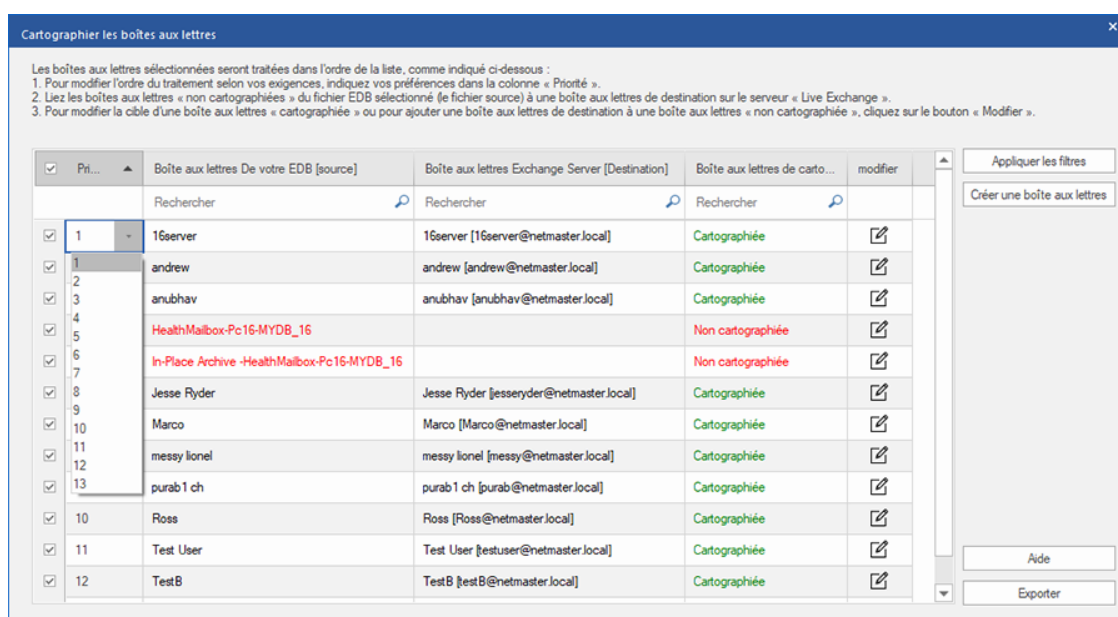 Cartographier les boîtes aux lettres
Les boîtes aux lettres sélectionnées seront traitées dans l'ordre de la liste, comme indiqué ci-dessous :
1. Pour modifier l'ordre du traitement selon vos exigences, indiquez vos préférences dans la colonne « Priorité ».
2. Liez les boîtes aux lettres « non cartographiées » du fichier EDB sélectionné (le fichier source) à une boîte aux lettres de destination sur le serveur « Live Exchange ».
3. Pour modifier la cible d'une boîte aux lettres « cartographiée » ou pour ajouter une boîte aux lettres de destination à une boîte aux lettres « non cartographiée », cliquez sur le bouton « Modifier ».
Pri... Boîte aux lettres De votre EDB [source] Boîte aux lettres Exchange Server [Destination] Boîte aux lettres de carto... modifier
Rechercher Rechercher Rechercher
1 16server 16server [16server@netmaster.local] Cartographiée
andrew andrew [andrew@netmaster.local] Cartographiée
anubhav anubhav [anubhav@netmaster.local] Cartographiée
HealthMailbox-Pc16-MYDB_16 Non cartographiée
In-Place Archive -HealthMailbox-Pc16-MYDB_16 Non cartographiée
Jesse Ryder Jesse Ryder [jesseryder@netmaster.local] Cartographiée
Marco Marco [Marco@netmaster.local] Cartographiée
messy lionel messy lionel [messy@netmaster.local] Cartographiée
purab1 ch purab1 ch [purab@netmaster.local] Cartographiée
10 Ross Ross [Ross@netmaster.local] Cartographiée
11 Test User Test User [testuser@netmaster.local] Cartographiée
12 TestB TestB [testB@netmaster.local] Cartographiée
1
2
3
4
5
6
7
8
9
10
11
12
13
Appliquer les filtres
Créer une boîte aux lettres
Aide
Exporter